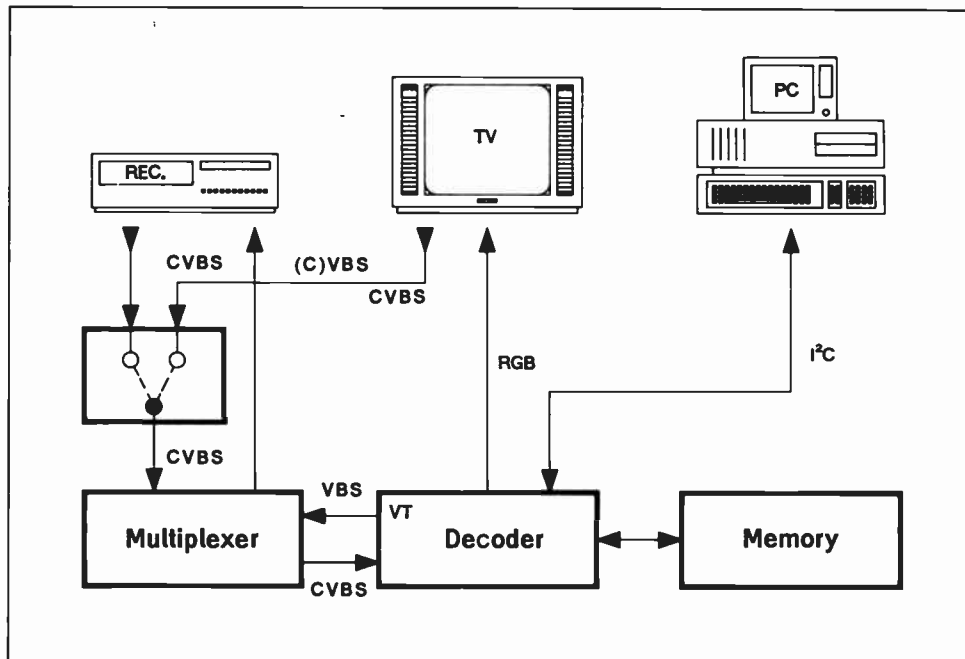 PC
TV
REC.
CVBS
(C)VBS
CVBS
RGB
I²C
CVBS
VBS
VT
Multiplexer
Decoder
Memory
CVBS